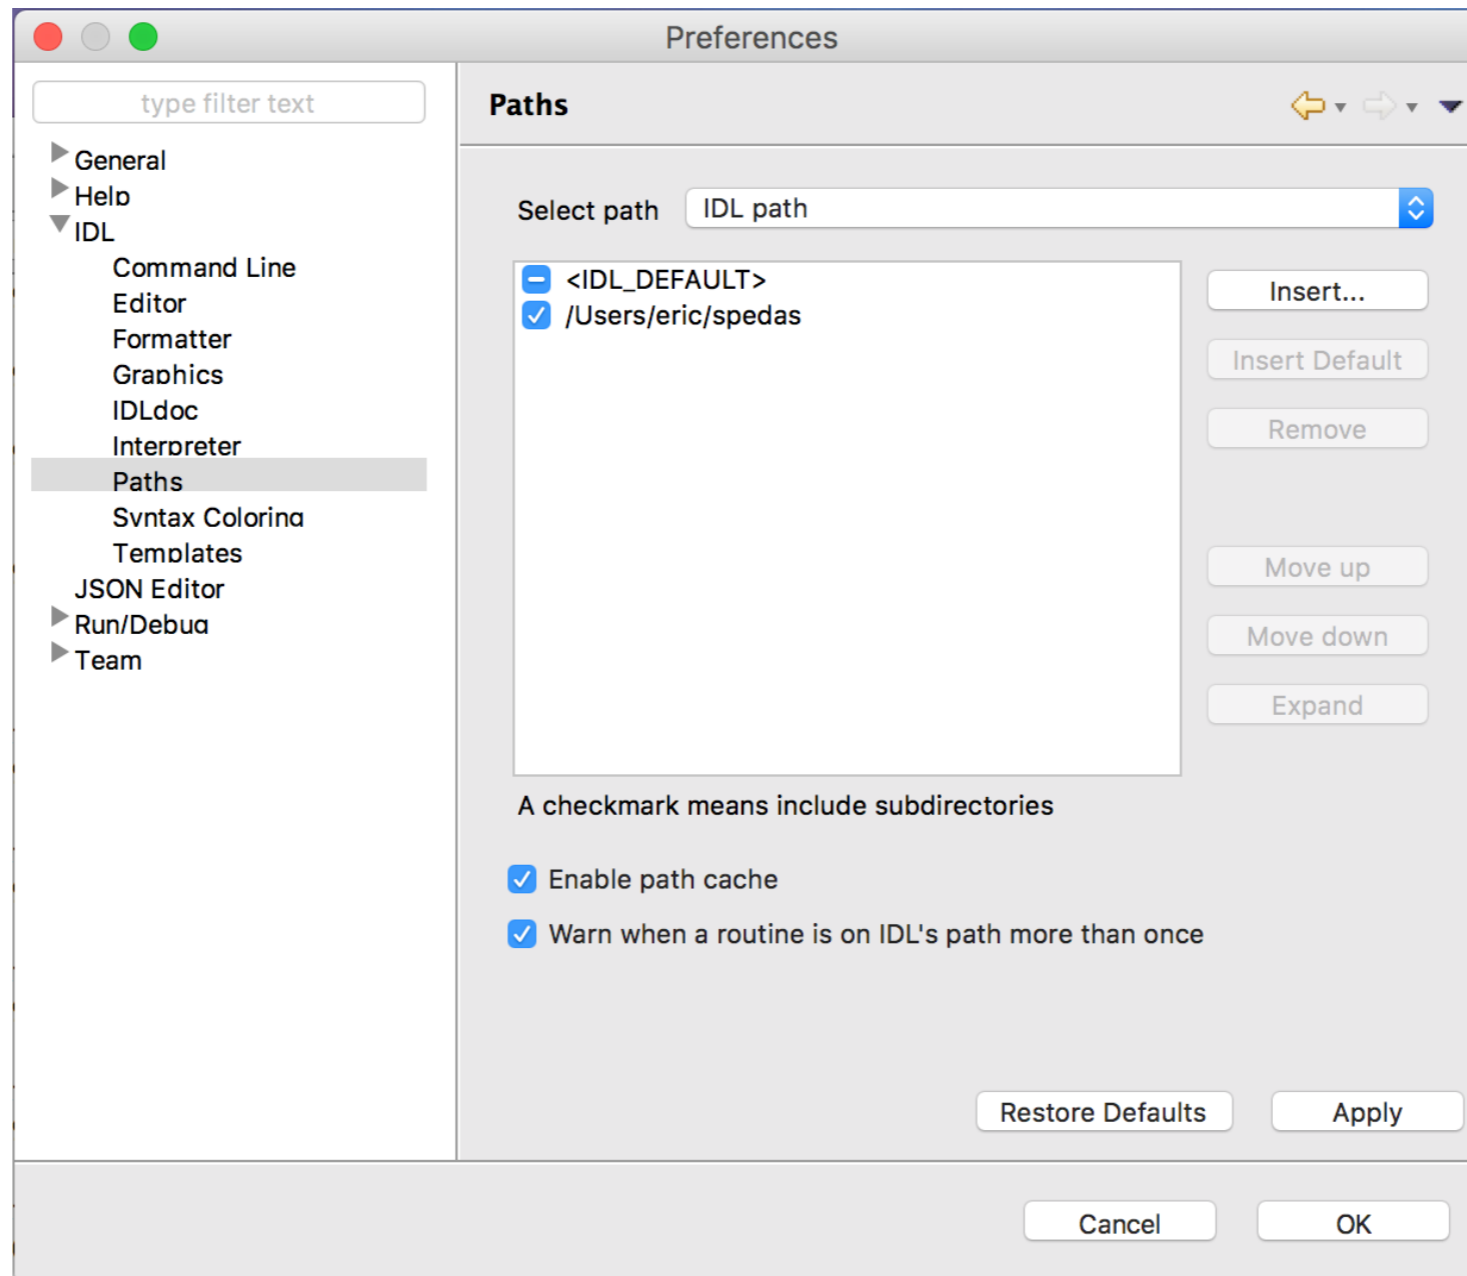 Preferences
type filter text
General
Help
IDL
Command Line
Editor
Formatter
Graphics
IDLdoc
Interpreter
Paths
Syntax Coloring
Templates
JSON Editor
Run/Debug
Team
Paths
Select path
IDL path
<IDL_DEFAULT>
/Users/eric/spedas
Insert...
Insert Default
Remove
Move up
Move down
Expand
A checkmark means include subdirectories
Enable path cache
Warn when a routine is on IDL's path more than once
Restore Defaults
Apply
Cancel
OK